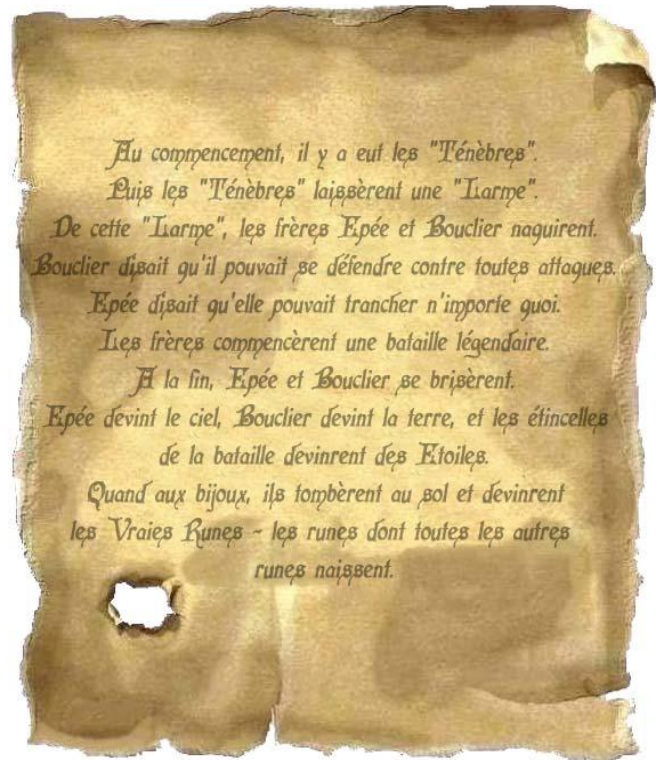 Au commencement, il y a eut les "Ténèbres".
Puis les "Ténèbres" laissèrent une "Larme".
De cette "Larme", les frères Epée et Bouclier naquirent.
Bouclier disait qu'il pouvait se défendre contre toutes attaques.
Epée disait qu'elle pouvait trancher n'importe quoi.
Les frères commencèrent une bataille légendaire.
A la fin, Epée et Bouclier se brisèrent.
Epée devint le ciel, Bouclier devint la terre, et les étincelles
de la bataille devinrent des Etoiles.
Quand aux bijoux, ils tombèrent au sol et devinrent
les Vraies Runes - les runes dont toutes les autres
runes naissent.